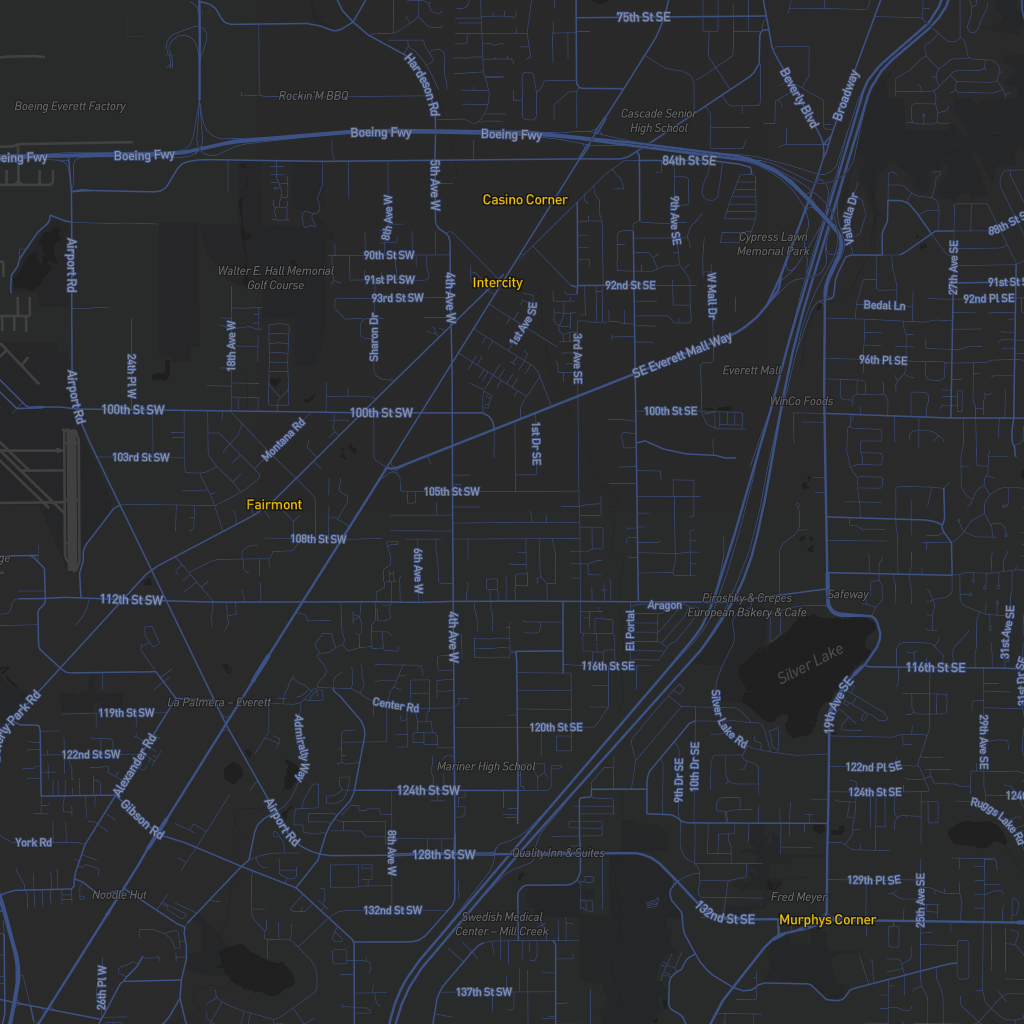 75th St SE
Hardeson Rd
Beverly Blvd
Broadway
Rockin'M BBQ
Boeing Everett Factory
Cascade Senior
High School
Boeing Fwy
Boeing Fwy
Boeing Fwy
eing Fwy
84th St SE
5th Ave W
8th Ave W
Casino Corner
9th Ave SE
Valhalla Dr
88th St S
Cypress Lawn
Memorial Park
Airport Rd
90th St SW
Walter E. Hall Memorial
Golf Course
91st Pl SW
93rd St SW
4th Ave W
Intercity
92nd St SE
W Mall Dr
27th Ave SE
91st St S
92nd Pl SE
Bedal Ln
18th Ave W
Sharon Dr
1st Ave SE
3rd Ave SE
SE Everett Mall Way
Everett Mall
96th Pl SE
24th Pl W
Airport Rd
100th St SW
100th St SW
100th St SE
WinCo Foods
Montana Rd
1st Dr SE
103rd St SW
105th St SW
Fairmont
108th St SW
6th Ave W
ge
112th St SW
Aragon
Piroshky & Crepes
European Bakery & Cafe
Safeway
4th Ave W
El Portal
31st Ave SE
Silver Lake
116th St SE
116th St SE
31st Dr SE
verly Park Rd
La Palmera – Everett
119th St SW
Center Rd
Admiralty Way
120th St SE
Silver Lake Rd
19th Ave SE
29th Ave SE
122nd St SW
Alexander Rd
Mariner High School
9th Dr SE
10th Dr SE
122nd Pl SE
124th St SW
124th St SE
124
Gibson Rd
Airport Rd
Ruggs Lake Rd
York Rd
8th Ave W
128th St SW
Quality Inn & Suites
Noodle Hut
129th Pl SE
25th Ave SE
Fred Meyer
132nd St SW
132nd St SE
Murphys Corner
Swedish Medical
Center – Mill Creek
26th Pl W
137th St SW